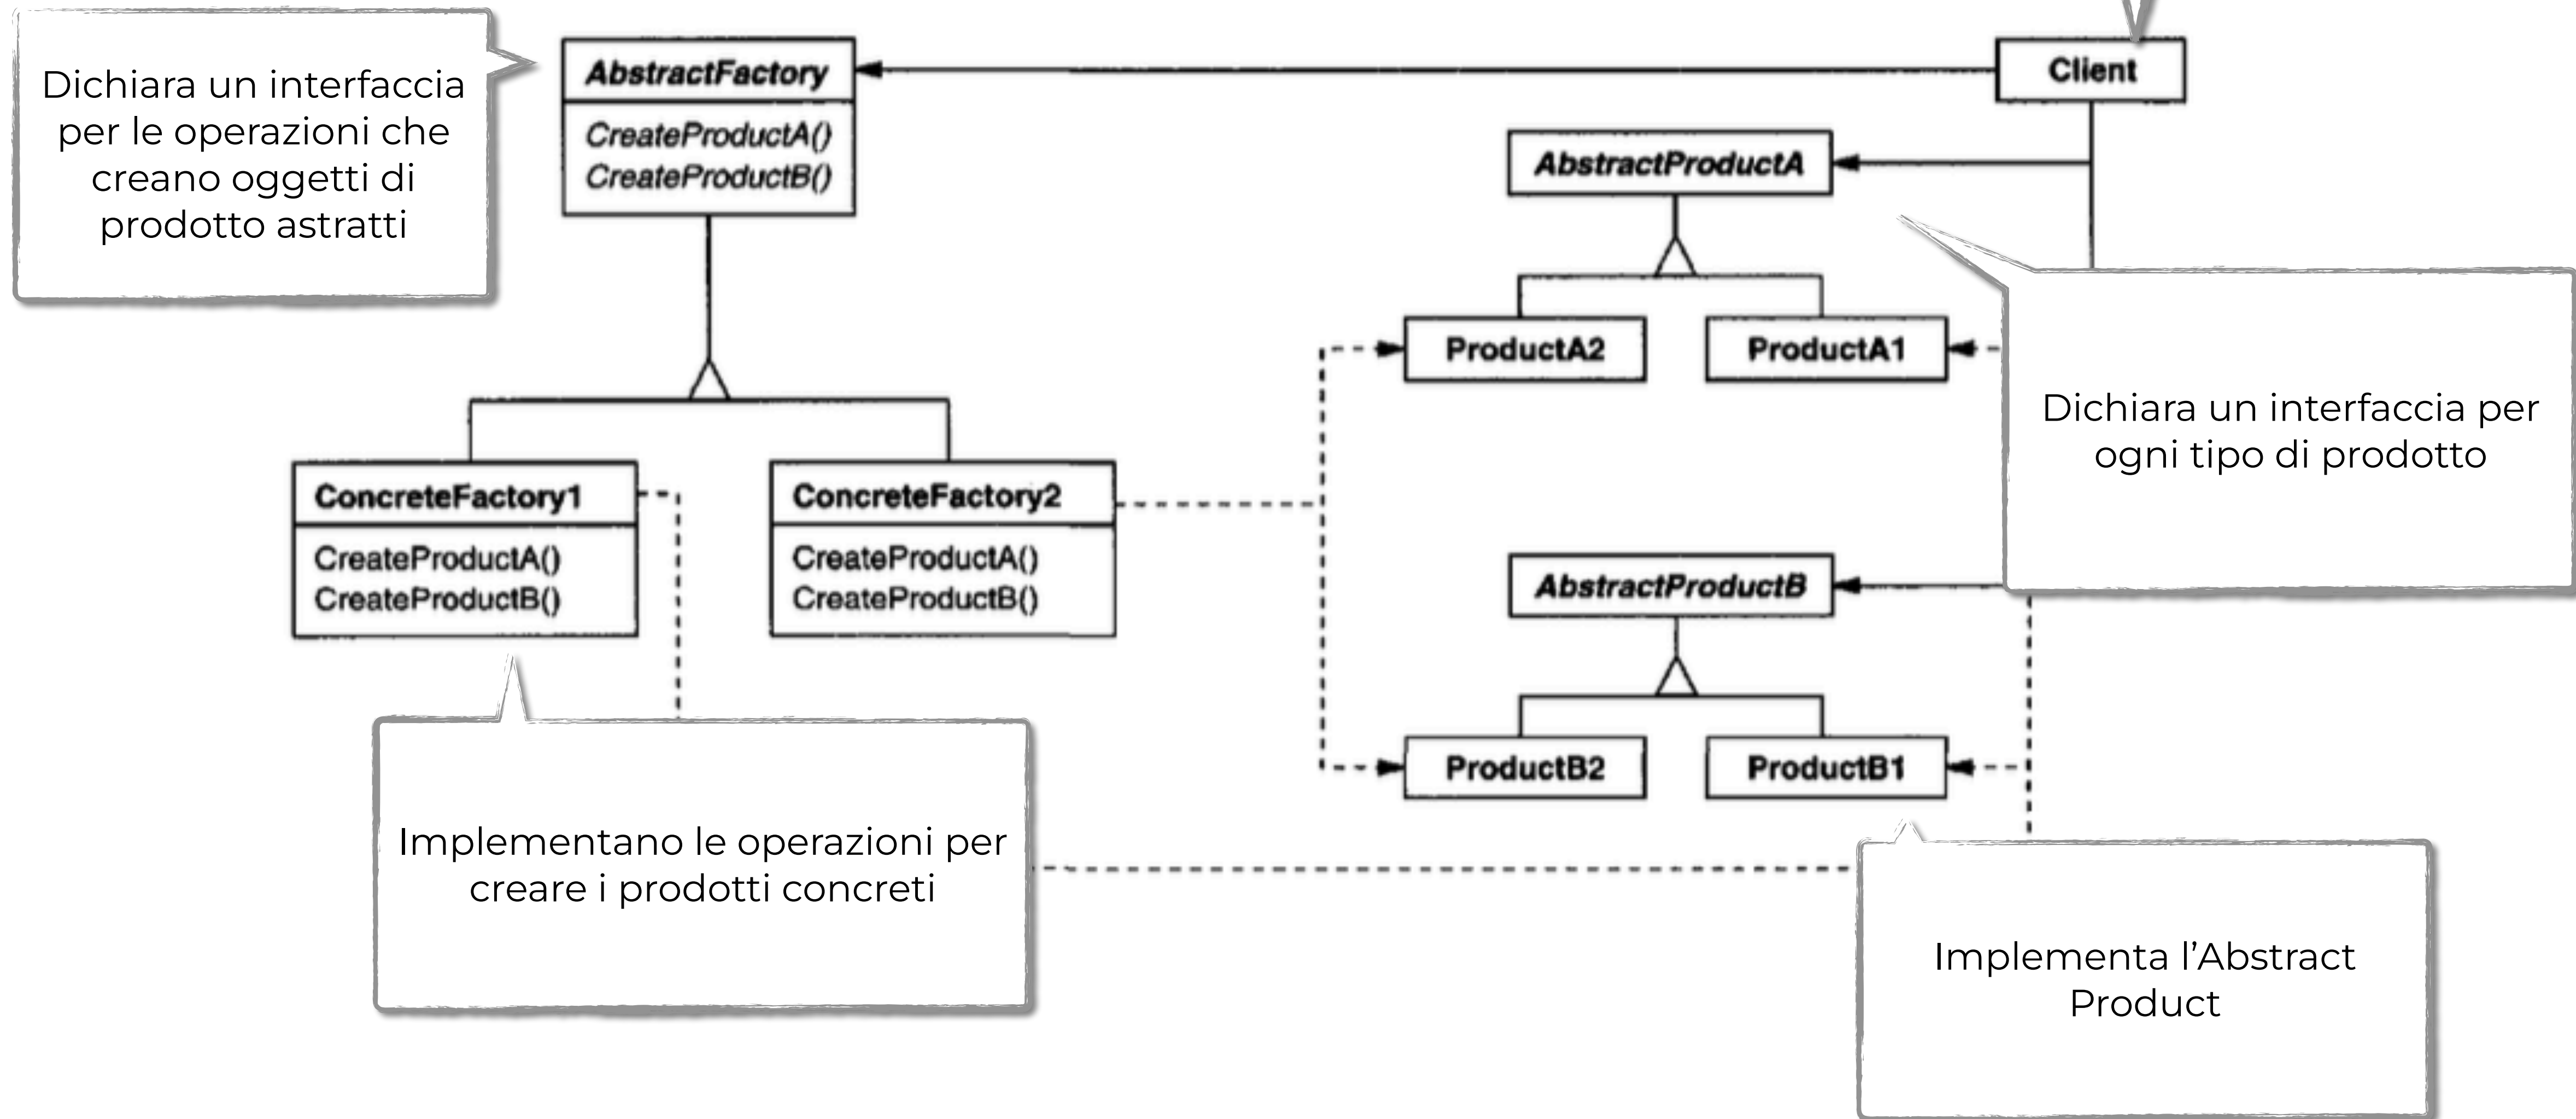 Dichiara un interfaccia
per le operazioni che
creano oggetti di
prodotto astratti
AbstractFactory
CreateProductA()
CreateProductB()
Client
AbstractProductA
ProductA2
ProductA1
Dichiara un interfaccia per
ogni tipo di prodotto
ConcreteFactory1
CreateProductA()
CreateProductB()
ConcreteFactory2
CreateProductA()
CreateProductB()
AbstractProductB
ProductB2
ProductB1
Implementano le operazioni per
creare i prodotti concreti
Implementa l’Abstract
Product